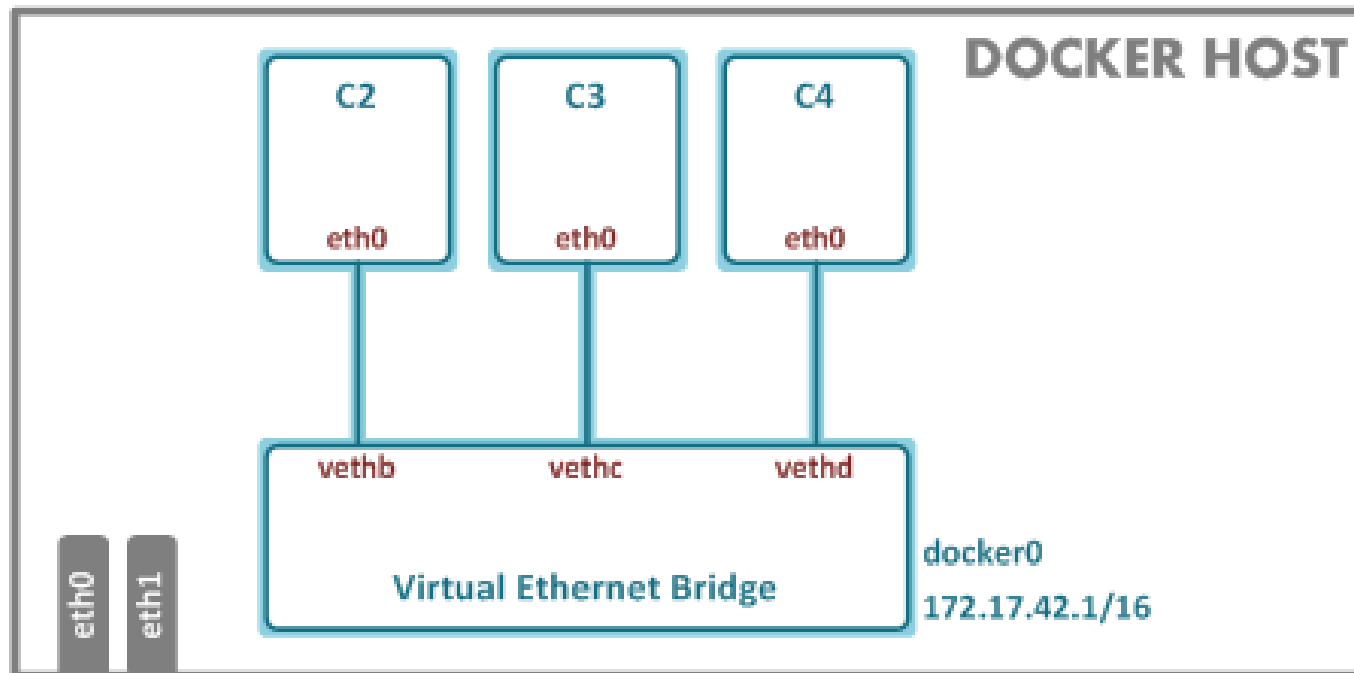 DOCKER HOST
C2
C3
C4
eth0
eth0
eth0
vethb
vethc
vethd
Virtual Ethernet Bridge
docker0
172.17.42.1/16
eth0
eth1